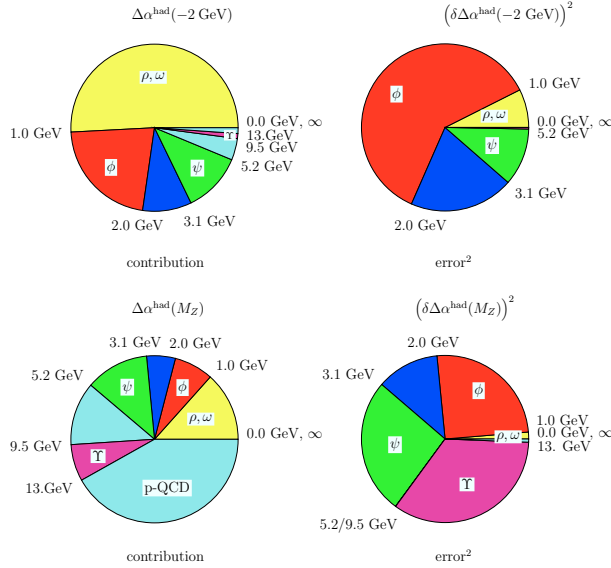 Δα^had(−2 GeV)
ρ, ω
1.0 GeV
ϕ
2.0 GeV
3.1 GeV
ψ
5.2 GeV
9.5 GeV
13.GeV
ϒ
0.0 GeV, ∞
contribution
(δΔα^had(−2 GeV))^2
ϕ
1.0 GeV
ρ, ω
0.0 GeV, ∞
5.2 GeV
ψ
3.1 GeV
2.0 GeV
error^2
Δα^had(M_Z)
3.1 GeV
2.0 GeV
1.0 GeV
5.2 GeV
ψ
ϕ
ρ, ω
0.0 GeV, ∞
9.5 GeV
ϒ
13.GeV
p-QCD
contribution
(δΔα^had(M_Z))^2
2.0 GeV
3.1 GeV
ϕ
1.0 GeV
0.0 GeV, ∞
ρ, ω
13. GeV
ψ
ϒ
5.2/9.5 GeV
error^2